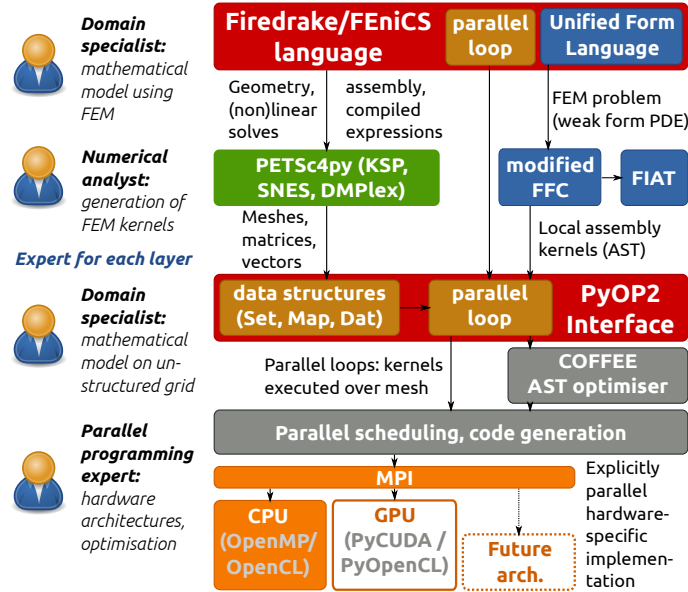 Domain
specialist:
mathematical
model using
FEM
Firedrake/FEniCS
language
parallel
loop
Unified Form
Language
Geometry,
(non)linear
solves
assembly,
compiled
expressions
FEM problem
(weak form PDE)
Numerical
analyst:
generation of
FEM kernels
PETSc4py (KSP,
SNES, DMPlex)
modified
FFC
FIAT
Meshes,
matrices,
vectors
Local assembly
kernels (AST)
Expert for each layer
Domain
specialist:
mathematical
model on un-
structured grid
data structures
(Set, Map, Dat)
parallel
loop
PyOP2
Interface
Parallel loops: kernels
executed over mesh
COFFEE
AST optimiser
Parallel
programming
expert:
hardware
architectures,
optimisation
Parallel scheduling, code generation
MPI
CPU
(OpenMP/
OpenCL)
GPU
(PyCUDA /
PyOpenCL)
Future
arch.
Explicitly
parallel
hardware-
specific
implemen-
tation